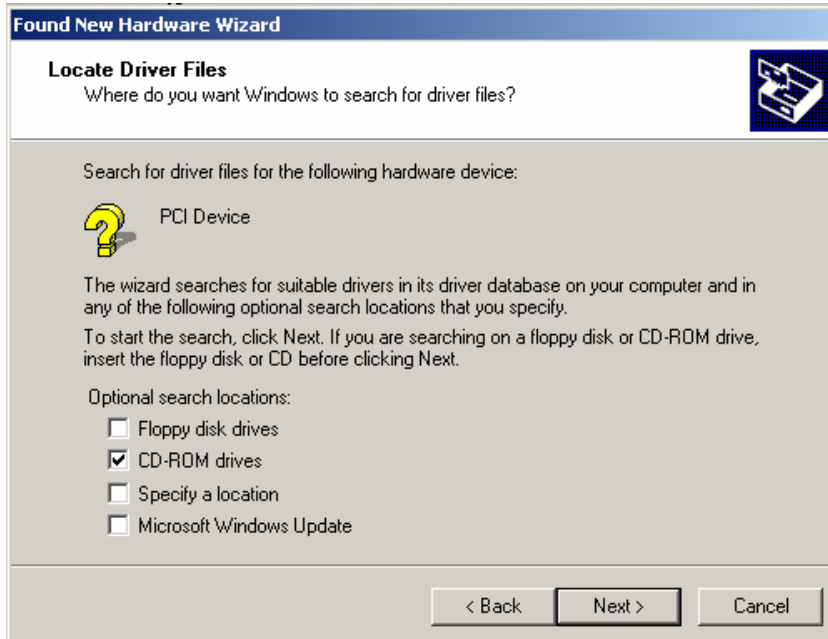 Found New Hardware Wizard
Locate Driver Files
Where do you want Windows to search for driver files?
Search for driver files for the following hardware device:
PCI Device
The wizard searches for suitable drivers in its driver database on your computer and in
any of the following optional search locations that you specify.
To start the search, click Next. If you are searching on a floppy disk or CD-ROM drive,
insert the floppy disk or CD before clicking Next.
Optional search locations:
Floppy disk drives
CD-ROM drives
Specify a location
Microsoft Windows Update
< Back
Next >
Cancel